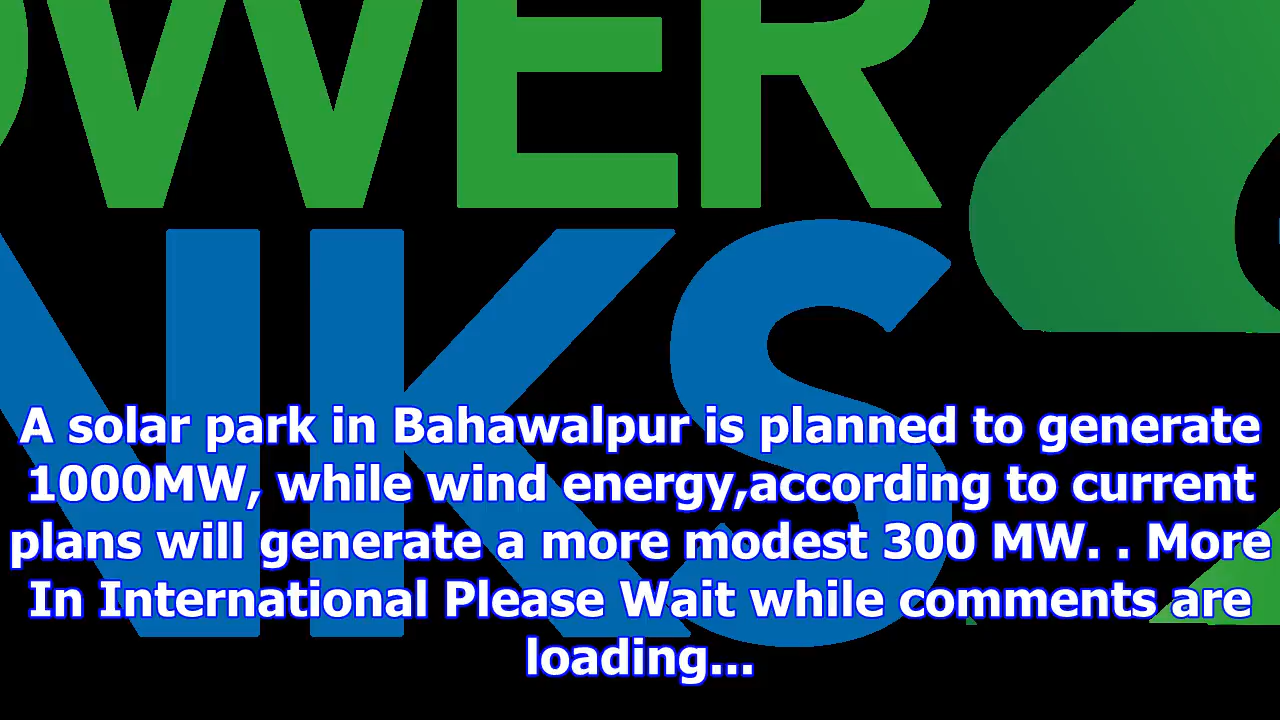 OWER
NKS
A solar park in Bahawalpur is planned to generate
1000MW, while wind energy,according to current
plans will generate a more modest 300 MW. . More
In International Please Wait while comments are
loading...